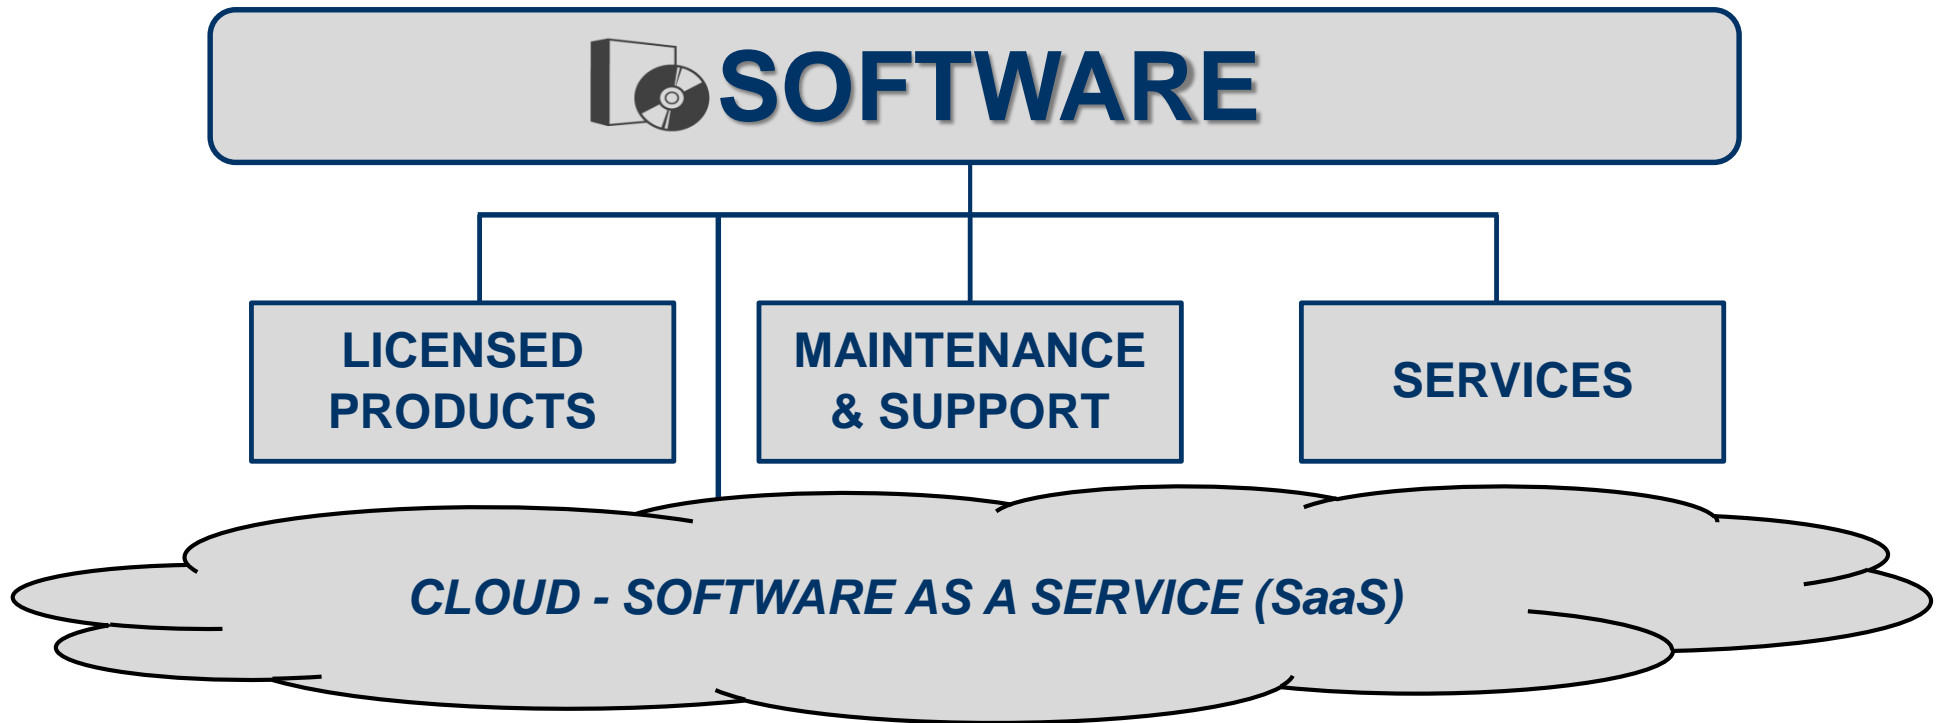 SOFTWARE
LICENSED
PRODUCTS
MAINTENANCE
& SUPPORT
SERVICES
CLOUD - SOFTWARE AS A SERVICE (SaaS)